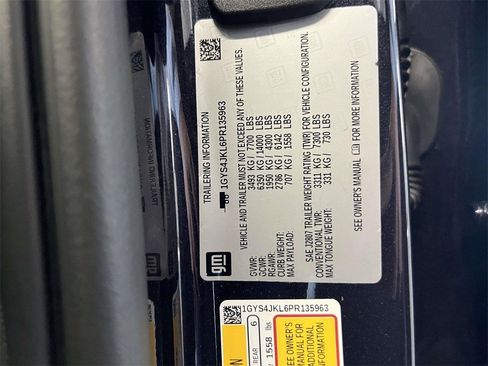 TRAILERING INFORMATION
1GYS4JKL6PR135963
VEHICLE AND TRAILER MUST NOT EXCEED ANY OF THESE VALUES.
GVWR: 3493 KG / 7700 LBS
GCWR: 6350 KG / 14000 LBS
RGAWR: 1950 KG / 4300 LBS
CURB WEIGHT: 2786 KG / 6142 LBS
MAX PAYLOAD: 707 KG / 1558 LBS
SAE J2807 TRAILER WEIGHT RATING (TWR) FOR VEHICLE CONFIGURATION.
CONVENTIONAL TWR: 3311 KG / 7300 LBS
MAX TONGUE WEIGHT: 331 KG / 730 LBS
SEE OWNER'S MANUAL FOR MORE INFORMATION
gm
1GYS4JKL6PR135963
REAR 6
1558 lbs
SEE OWNER'S
MANUAL FOR
ADDITIONAL
INFORMATION